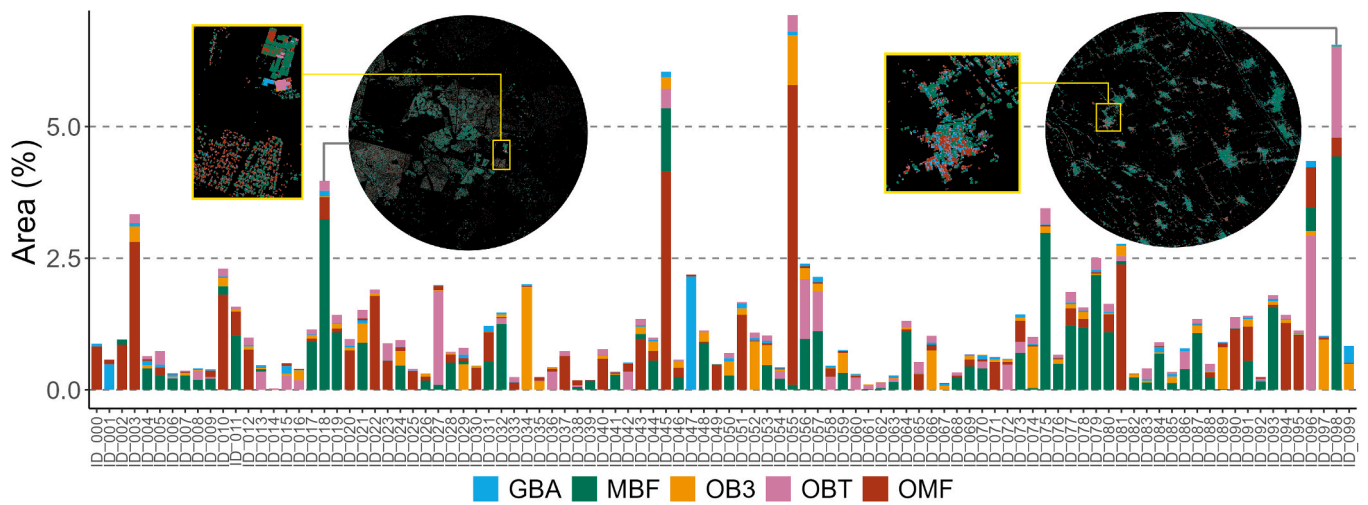 Area (%)
5.0
2.5
0.0
ID_000
ID_001
ID_002
ID_003
ID_004
ID_005
ID_006
ID_007
ID_008
ID_009
ID_010
ID_011
ID_012
ID_013
ID_014
ID_015
ID_016
ID_017
ID_018
ID_019
ID_020
ID_021
ID_022
ID_023
ID_024
ID_025
ID_026
ID_027
ID_028
ID_029
ID_030
ID_031
ID_032
ID_033
ID_034
ID_035
ID_036
ID_037
ID_038
ID_039
ID_040
ID_041
ID_042
ID_043
ID_044
ID_045
ID_046
ID_047
ID_048
ID_049
ID_050
ID_051
ID_052
ID_053
ID_054
ID_055
ID_056
ID_057
ID_058
ID_059
ID_060
ID_061
ID_062
ID_063
ID_064
ID_065
ID_066
ID_067
ID_068
ID_069
ID_070
ID_071
ID_072
ID_073
ID_074
ID_075
ID_076
ID_077
ID_078
ID_079
ID_080
ID_081
ID_082
ID_083
ID_084
ID_085
ID_086
ID_087
ID_088
ID_089
ID_090
ID_091
ID_092
ID_093
ID_094
ID_095
ID_096
ID_097
ID_098
ID_099
GBA MBF OB3 OBT OMF